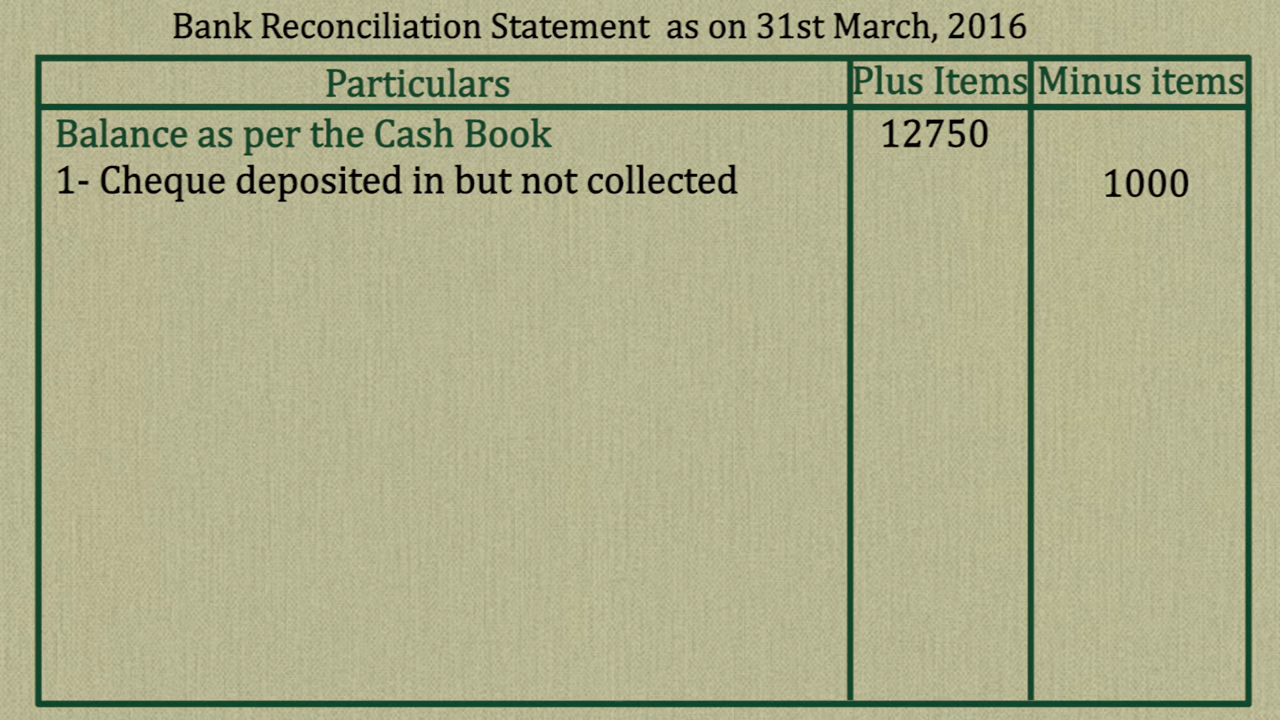 Bank Reconciliation Statement as on 31st March, 2016
Particulars Plus Items Minus items
Balance as per the Cash Book 12750
1- Cheque deposited in but not collected 1000